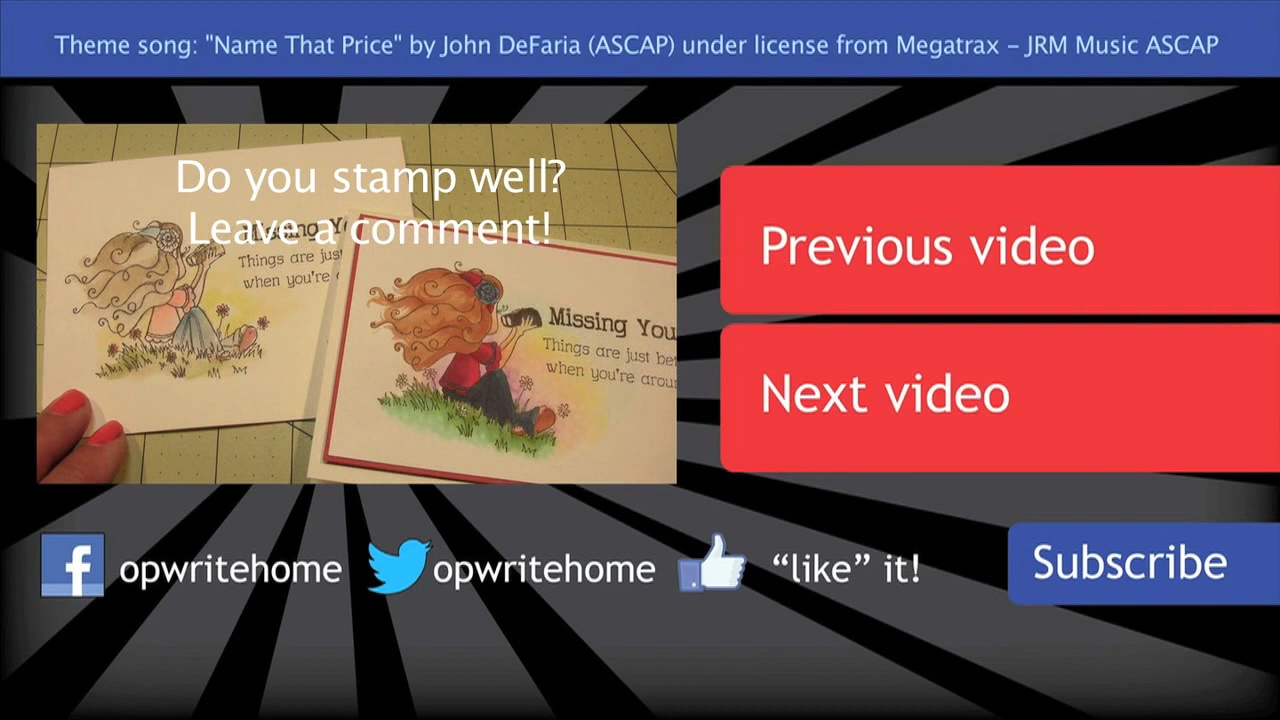 Theme song: "Name That Price" by John DeFaria (ASCAP) under license from Megatrax – JRM Music ASCAP
Do you stamp well?
Leave a comment!
Missing
Things are just
when you're
Missing You
Things are just
when you're
Previous video
Next video
opwritehome
opwritehome
“like” it!
Subscribe